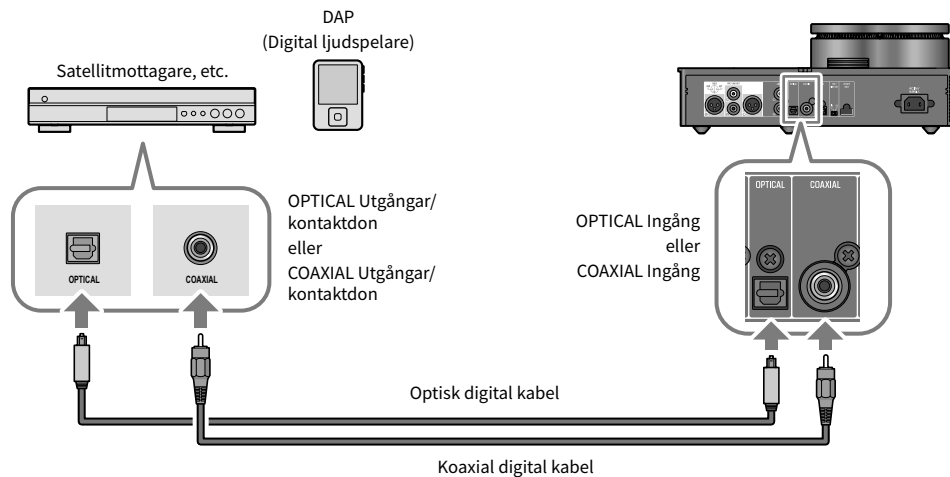 DAP
(Digital ljudspelare)
Satellitmottagare, etc.
OPTICAL
COAXIAL
OPTICAL Utgångar/
kontaktdon
eller
COAXIAL Utgångar/
kontaktdon
OPTICAL Ingång
eller
COAXIAL Ingång
OPTICAL
COAXIAL
Optisk digital kabel
Koaxial digital kabel